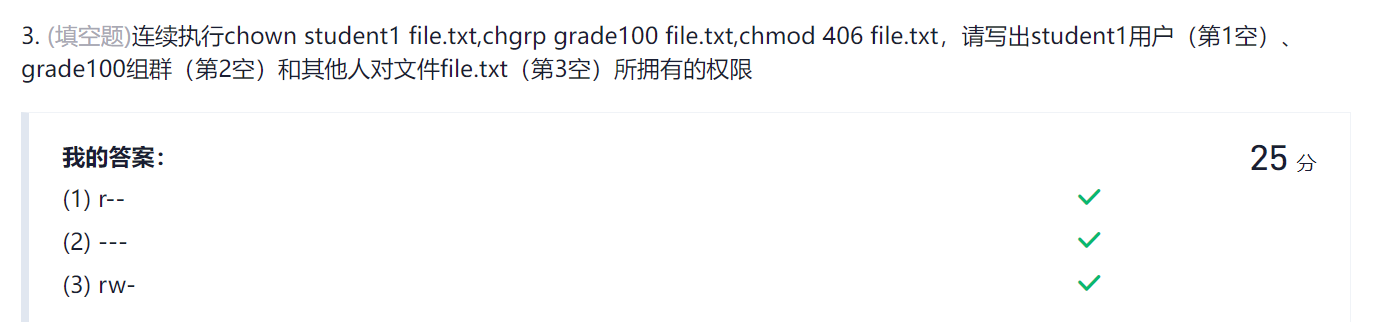 3. (填空题)连续执行chown student1 file.txt,chgrp grade100 file.txt,chmod 406 file.txt，请写出student1用户（第1空）、
grade100组群（第2空）和其他人对文件file.txt（第3空）所拥有的权限
我的答案：
25 分
(1) r--
(2) ---
(3) rw-